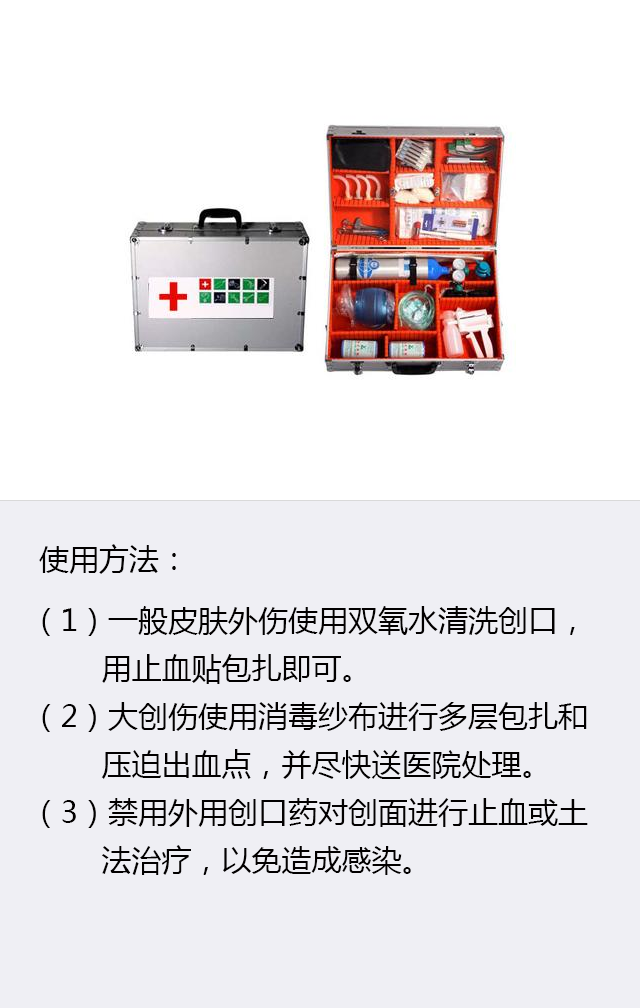 使用方法：
（1）一般皮肤外伤使用双氧水清洗创口，
用止血贴包扎即可。
（2）大创伤使用消毒纱布进行多层包扎和
压迫出血点，并尽快送医院处理。
（3）禁用外用创口药对创面进行止血或土
法治疗，以免造成感染。